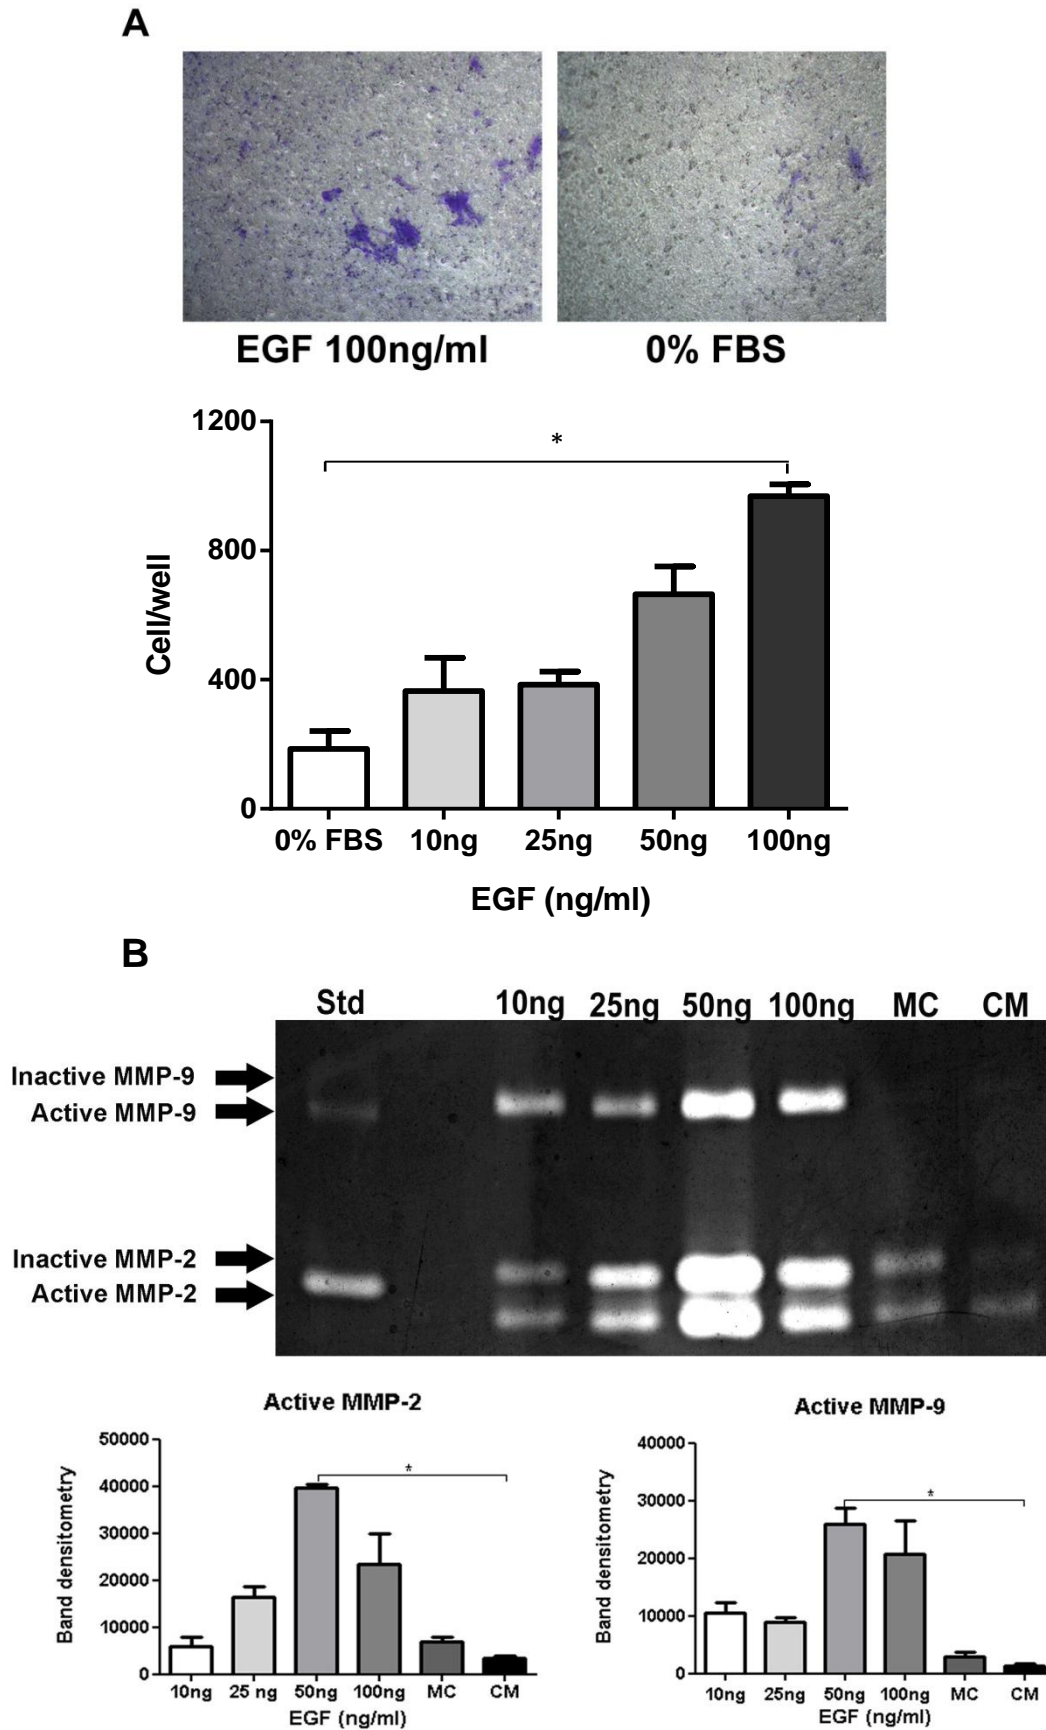 A
EGF 100ng/ml 0% FBS
1200
*
800
400
0
Cell/well
0% FBS 10ng 25ng 50ng 100ng
EGF (ng/ml)
B
Std 10ng 25ng 50ng 100ng MC CM
Inactive MMP-9
Active MMP-9
Inactive MMP-2
Active MMP-2
Active MMP-2
50000
*
40000
30000
20000
10000
0
Band densitometry
10ng 25 ng 50ng 100ng MC CM
EGF (ng/ml)
Active MMP-9
40000
*
30000
20000
10000
0
Band densitometry
10ng 25ng 50ng 100ng MC CM
EGF (ng/ml)